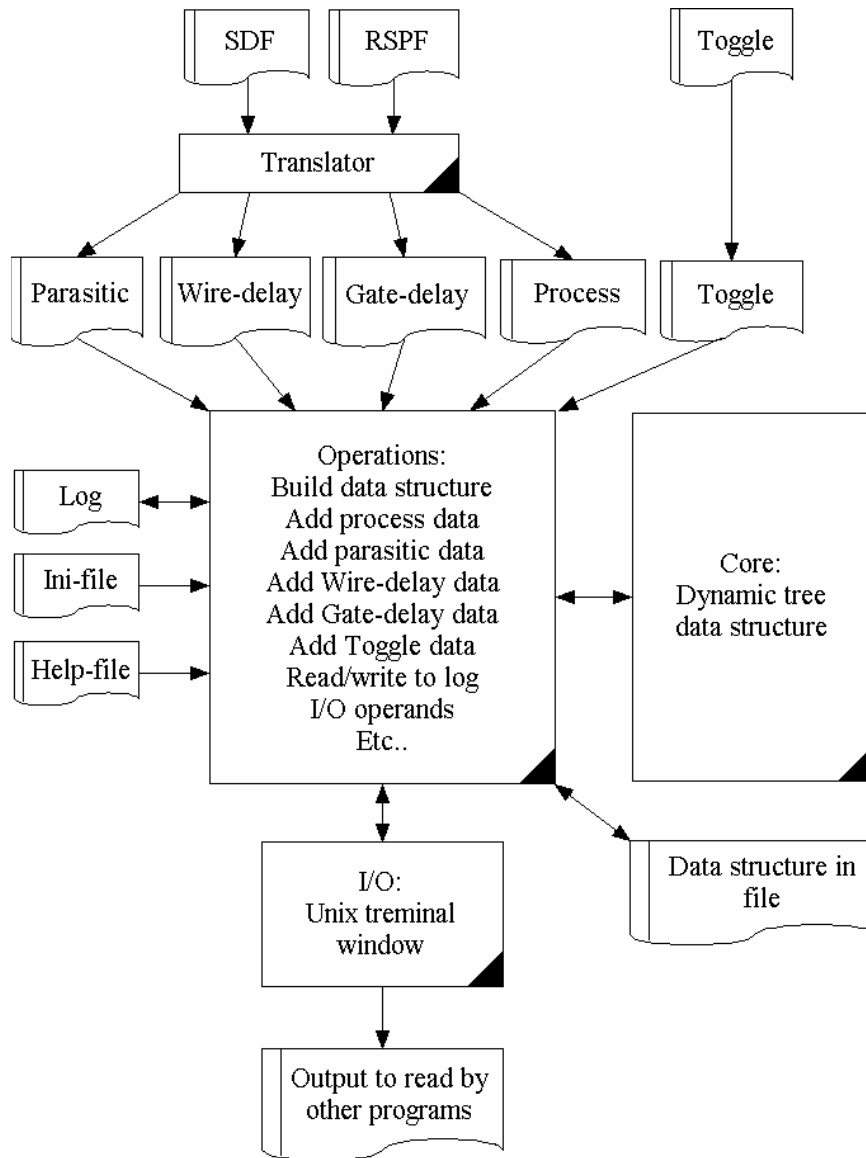 SDF
RSPF
Toggle
Translator
Parasitic
Wire-delay
Gate-delay
Process
Toggle
Operations:
Build data structure
Add process data
Add parasitic data
Add Wire-delay data
Add Gate-delay data
Add Toggle data
Read/write to log
I/O operands
Etc..
Log
Ini-file
Help-file
Core:
Dynamic tree
data structure
I/O:
Unix treminal
window
Data structure in
file
Output to read by
other programs